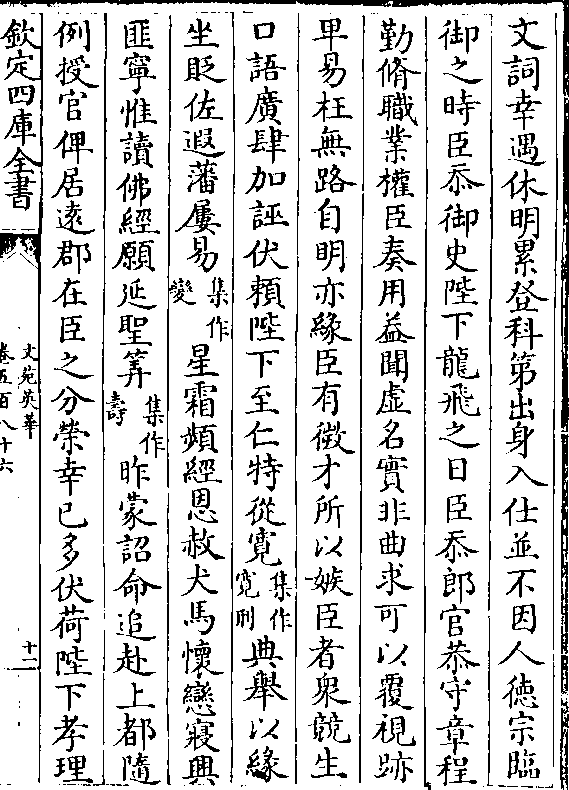 文詞幸遇休明累登科第出身入仕並不因人德宗臨
御之時臣忝御史陛下龍飛之日臣忝郎官恭守章程
勤脩職業權臣奏用葢聞虛名實非曲求可以覆視跡
卑易枉無路自明亦緣臣有微才所以嫉臣者衆競生
口語廣肆加誣伏賴陛下至仁特從寛集作寛刑典舉以緣
坐貶佐遐藩屢易集作變星霜頻經恩赦犬馬懷戀寢興
匪寧惟讀佛經願延聖筭集作壽昨蒙詔命追赴上都隨
例授官俾居逺郡在臣之分榮幸已多伏荷陛下孝理
欽定四庫全書
文苑英華
卷五百八十六
十二